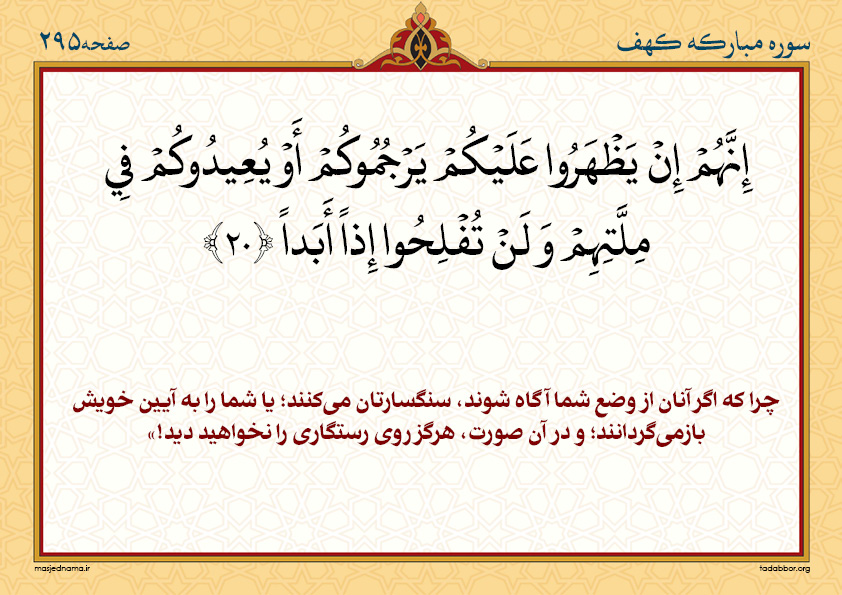 سوره مبارکه کهف
صفحه ۲۹۵
إِنَّهُمْ إِنْ يَظْهَرُوا عَلَيْكُمْ يَرْجُمُوكُمْ أَوْ يُعِيدُوكُمْ فِي
مِلَّتِهِمْ وَ لَنْ تُفْلِحُوا إِذاً أَبَداً ﴿۲۰﴾
چرا که اگر آنان از وضع شما آگاه شوند، سنگسارتان می‌کنند؛ یا شما را به آیین خویش
بازمی‌گردانند؛ و در آن صورت، هرگز روی رستگاری را نخواهید دید!»
masjednama.ir
tadabbor.org